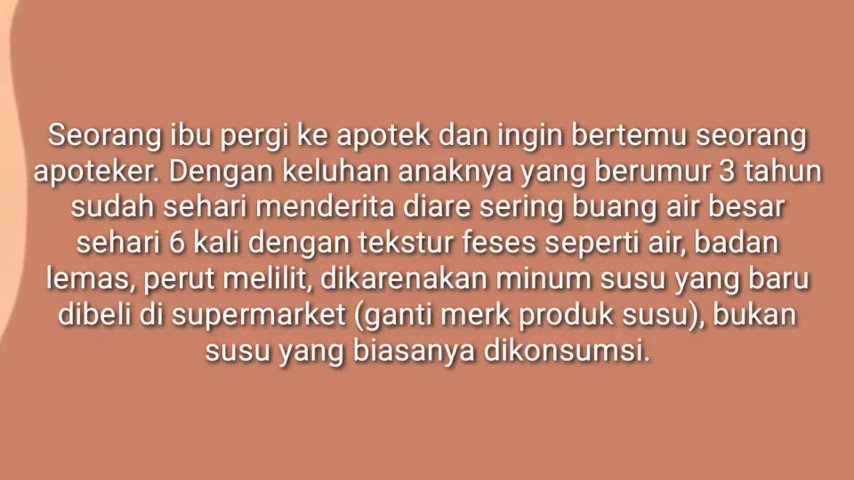 Seorang ibu pergi ke apotek dan ingin bertemu seorang
apoteker. Dengan keluhan anaknya yang berumur 3 tahun
sudah sehari menderita diare sering buang air besar
sehari 6 kali dengan tekstur feses seperti air, badan
lemas, perut melilit, dikarenakan minum susu yang baru
dibeli di supermarket (ganti merk produk susu), bukan
susu yang biasanya dikonsumsi.